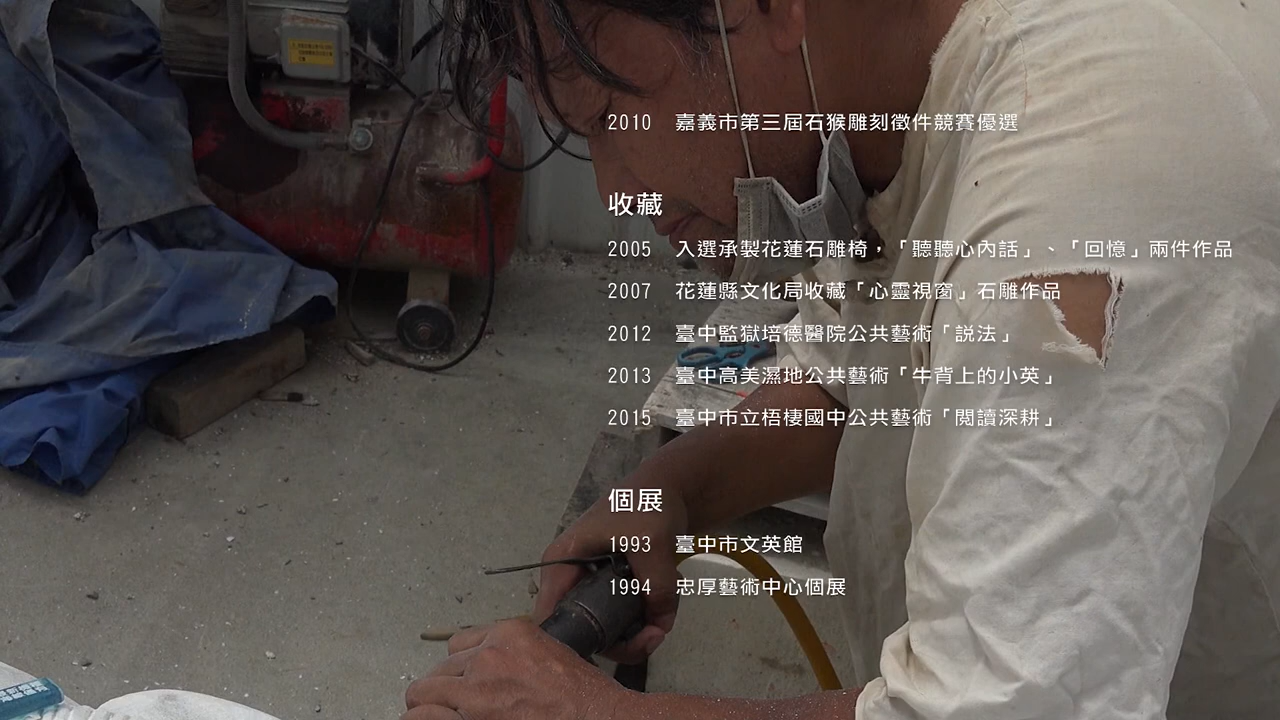 2010 嘉義市第三屆石猴雕刻徵件競賽優選
收藏
2005 入選承製花蓮石雕椅，「聽聽心內話」、「回憶」兩件作品
2007 花蓮縣文化局收藏「心靈視窗」石雕作品
2012 臺中監獄培德醫院公共藝術「説法」
2013 臺中高美濕地公共藝術「牛背上的小英」
2015 臺中市立梧棲國中公共藝術「閱讀深耕」
個展
1993 臺中市文英館
1994 忠厚藝術中心個展